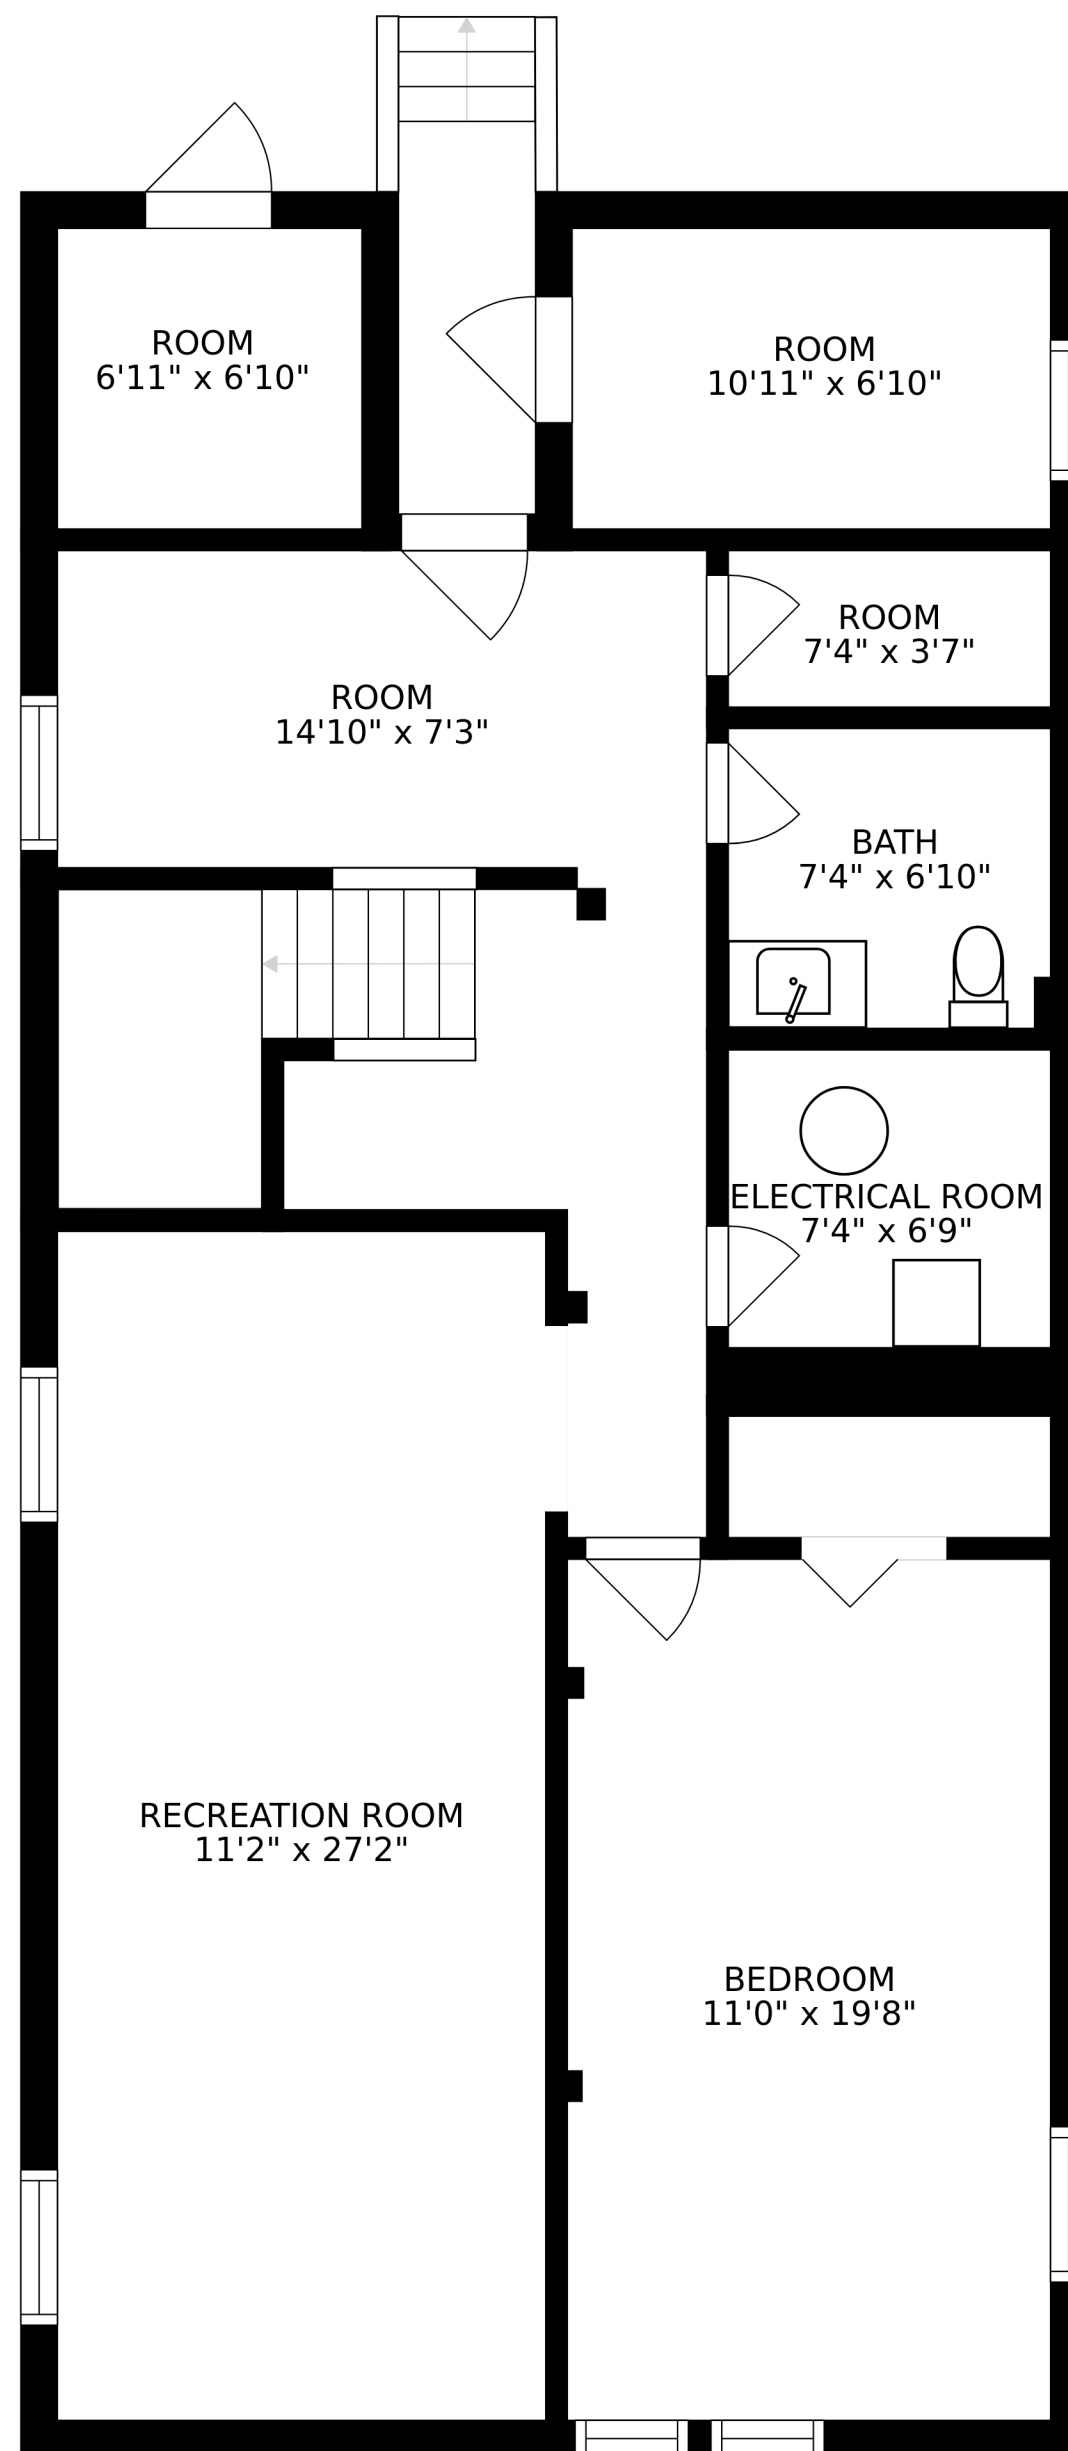 ROOM
6'11" x 6'10"
ROOM
10'11" x 6'10"
ROOM
7'4" x 3'7"
ROOM
14'10" x 7'3"
BATH
7'4" x 6'10"
ELECTRICAL ROOM
7'4" x 6'9"
RECREATION ROOM
11'2" x 27'2"
BEDROOM
11'0" x 19'8"